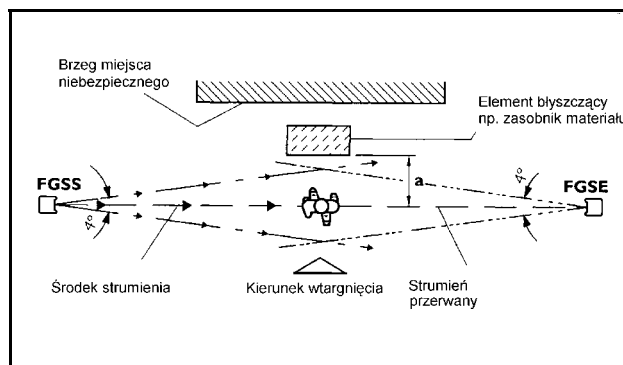 Brzeg miejsca
niebezpiecznego
Element błyszczący
np. zasobnik materiału
FGSS
4°
a
4°
FGSE
Środek strumienia
Kierunek wtargnięcia
Strumień
przerwany